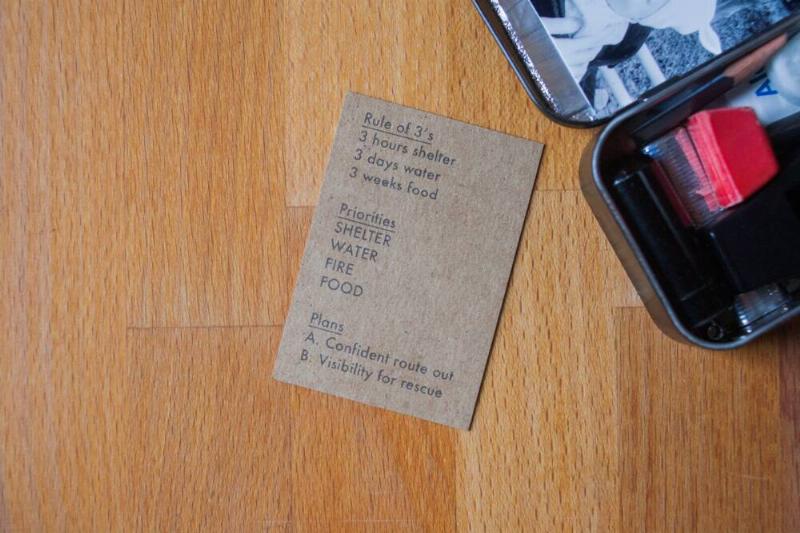 Rule of 3's
3 hours shelter
3 days water
3 weeks food
Priorities
SHELTER
WATER
FIRE
FOOD
Plans
A. Confident route out
B. Visibility for rescue